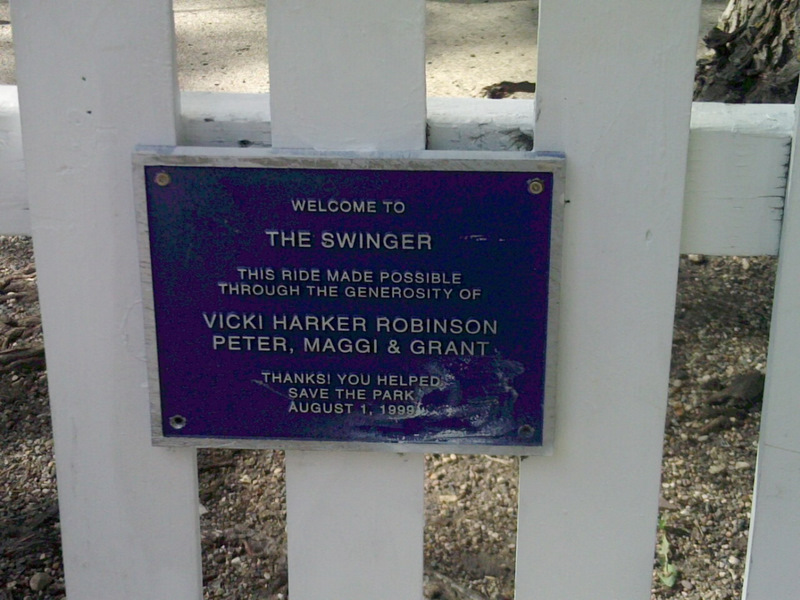 WELCOME TO
THE SWINGER
THIS RIDE MADE POSSIBLE
THROUGH THE GENEROSITY OF
VICKI HARKER ROBINSON
PETER, MAGGI & GRANT
THANKS! YOU HELPED
SAVE THE PARK
AUGUST 1, 1999